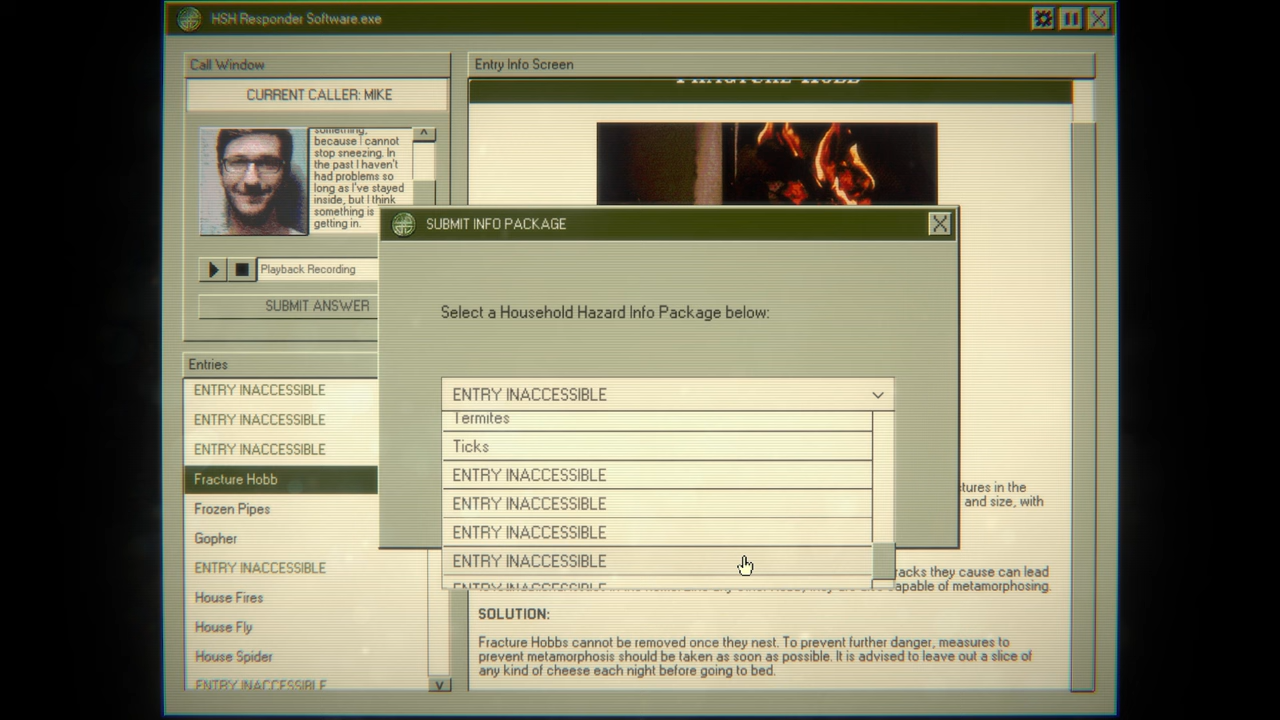 HSH Responder Software.exe
Call Window
CURRENT CALLER: MIKE
something,
because I cannot
stop sneezing. In
the past I haven't
had problems so
long as I've stayed
inside, but I think
something is
getting in.
Playback Recording
SUBMIT ANSWER
Entries
ENTRY INACCESSIBLE
ENTRY INACCESSIBLE
ENTRY INACCESSIBLE
Fracture Hobb
Frozen Pipes
Gopher
ENTRY INACCESSIBLE
House Fires
House Fly
House Spider
ENTRY INACCESSIBLE
Entry Info Screen
FRACTURE HOBB
SUBMIT INFO PACKAGE
Select a Household Hazard Info Package below:
ENTRY INACCESSIBLE
Termites
Ticks
ENTRY INACCESSIBLE
ENTRY INACCESSIBLE
ENTRY INACCESSIBLE
ENTRY INACCESSIBLE
ENTRY INACCESSIBLE
in the
and size, with
they cause can lead
capable of metamorphosing.
SOLUTION:
Fracture Hobbs cannot be removed once they nest. To prevent further danger, measures to
prevent metamorphosis should be taken as soon as possible. It is advised to leave out a slice of
any kind of cheese each night before going to bed.